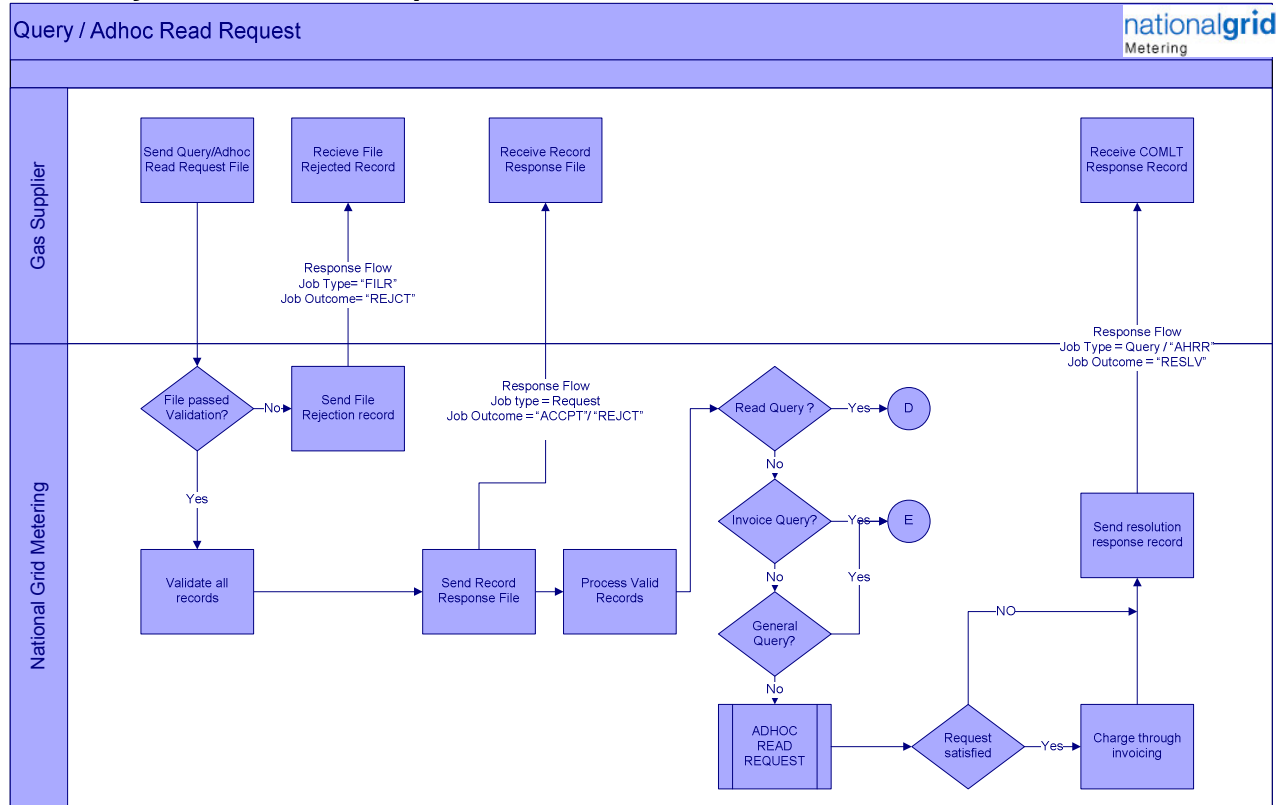 Query / Adhoc Read Request
nationalgrid
Metering
Gas Supplier
Send Query/Adhoc
Read Request File
Recieve File
Rejected Record
Receive Record
Response File
Receive COMLT
Response Record
Response Flow
Job Type= “FILR”
Job Outcome= “REJCT”
Response Flow
Job Type = Query / “AHRR”
Job Outcome = “RESLV”
National Grid Metering
File passed
Validation?
No
Send File
Rejection record
Response Flow
Job type = Request
Job Outcome = “ACCPT”/ “REJCT”
Read Query ?
Yes
D
No
Yes
Invoice Query?
Yes
E
Send resolution
response record
Validate all
records
Send Record
Response File
Process Valid
Records
No
Yes
General
Query?
NO
No
ADHOC
READ
REQUEST
Request
satisfied
Yes
Charge through
invoicing